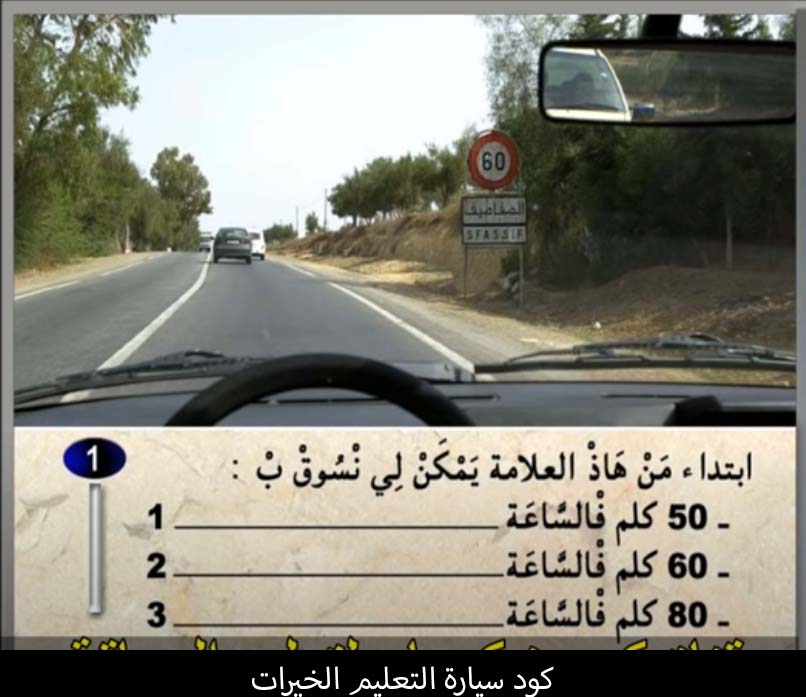 60
الصفاصيف
SFASSIF
1
ابتداء مَنْ هَاذْ العلامة يَمْكَنْ لِي نْسُوقْ بْ :
ـ 50 كلم فْالسَّاعَة 1
ـ 60 كلم فْالسَّاعَة 2
ـ 80 كلم فْالسَّاعَة 3
كود سيارة التعليم الخيرات